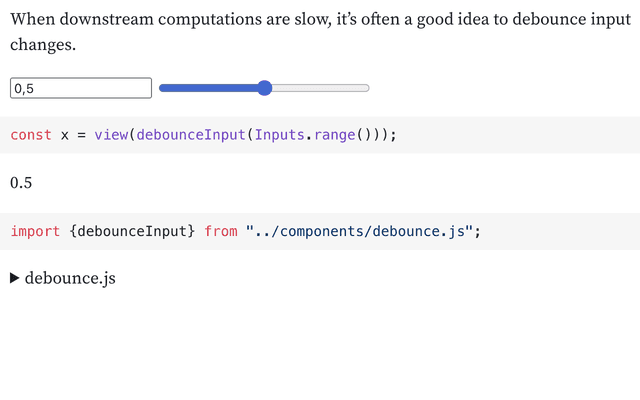 When downstream computations are slow, it’s often a good idea to debounce input
changes.
0,5
const x = view(debounceInput(Inputs.range()));
0.5
import {debounceInput} from "../components/debounce.js";
debounce.js